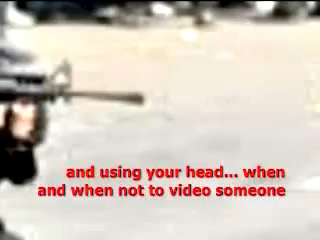 and using your head... when
and when not to video someone